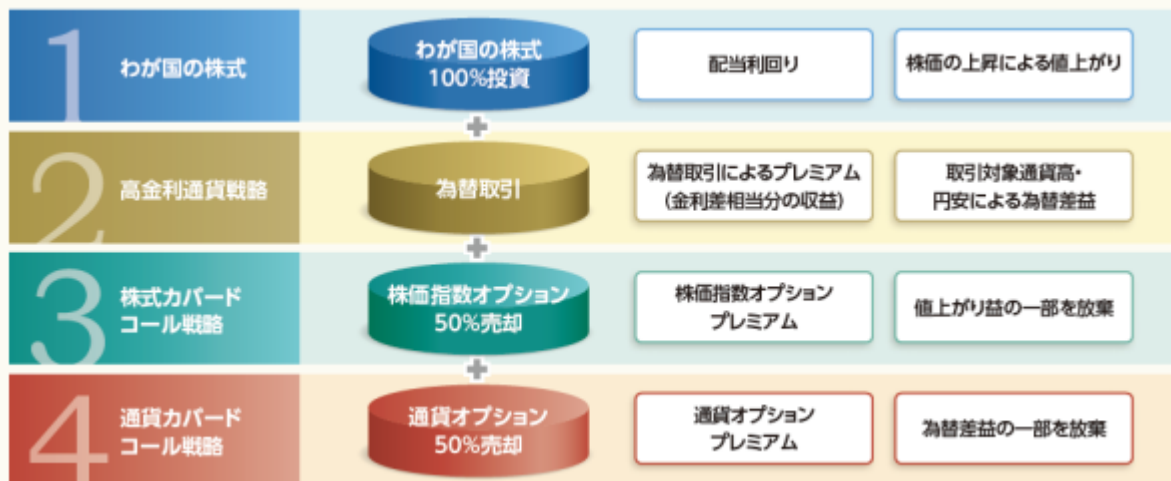 1
わが国の株式
わが国の株式
100%投資
配当利回り
株価の上昇による値上がり
2
高金利通貨戦略
為替取引
為替取引によるプレミアム
(金利差相当分の収益)
取引対象通貨高・
円安による為替差益
3
株式カバード
コール戦略
株価指数オプション
50%売却
株価指数オプション
プレミアム
値上がり益の一部を放棄
4
通貨カバード
コール戦略
通貨オプション
50%売却
通貨オプション
プレミアム
為替差益の一部を放棄